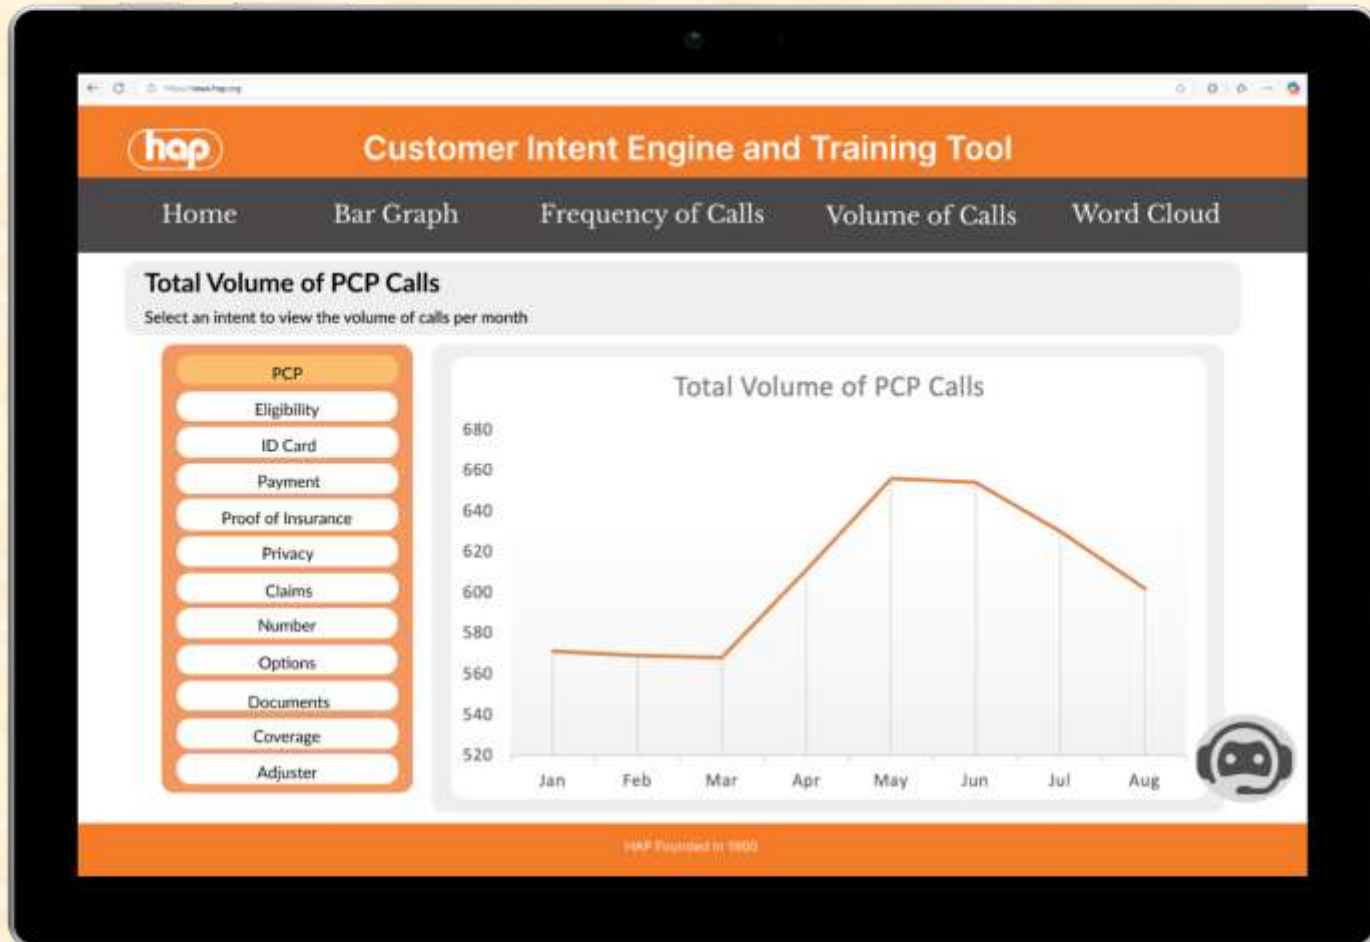 hap
Customer Intent Engine and Training Tool
Home Bar Graph Frequency of Calls Volume of Calls Word Cloud
Total Volume of PCP Calls
Select an intent to view the volume of calls per month
PCP
Eligibility
ID Card
Payment
Proof of Insurance
Privacy
Claims
Number
Options
Documents
Coverage
Adjuster
Total Volume of PCP Calls
680
660
640
620
600
580
560
540
520
Jan Feb Mar Apr May Jun Jul Aug
HAP Founded in